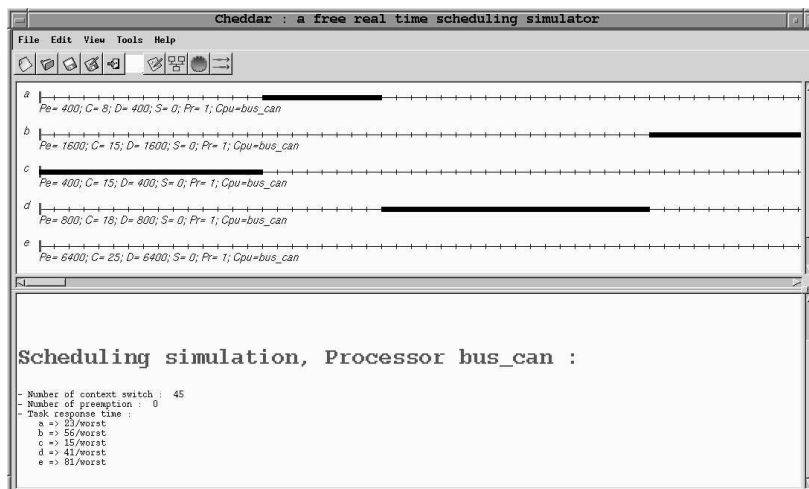 Cheddar : a free real time scheduling simulator
File Edit View Tools Help
a
Pe= 400; C= 8; D= 400; S= 0; Pr= 1; Cpu=bus_can
b
Pe= 1600; C= 15; D= 1600; S= 0; Pr= 1; Cpu=bus_can
c
Pe= 400; C= 15; D= 400; S= 0; Pr= 1; Cpu=bus_can
d
Pe= 800; C= 18; D= 800; S= 0; Pr= 1; Cpu=bus_can
e
Pe= 6400; C= 25; D= 6400; S= 0; Pr= 1; Cpu=bus_can
Scheduling simulation, Processor bus_can :
- Number of context switch : 45
- Number of preemption : 0
- Task response time :
a => 23/worst
b => 56/worst
c => 15/worst
d => 41/worst
e => 81/worst